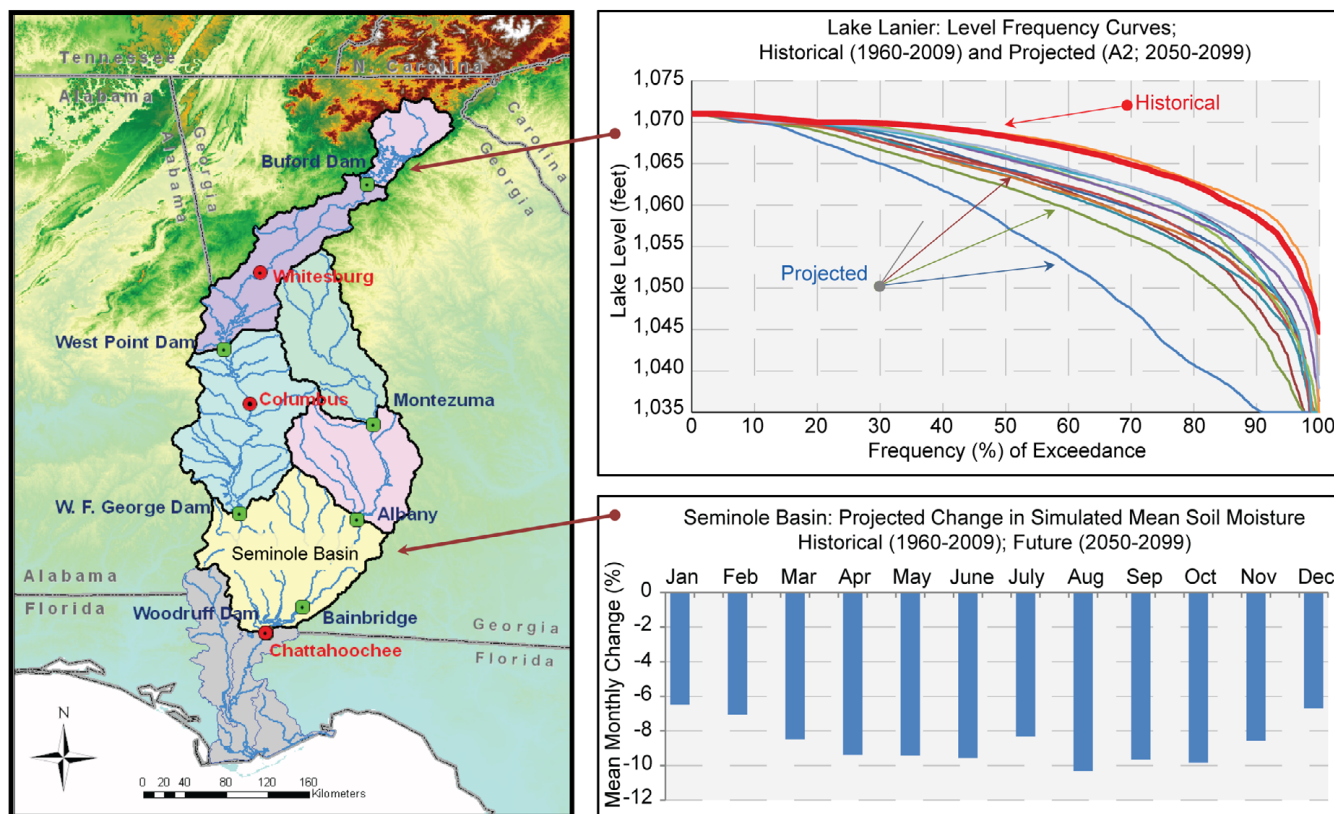 Tennessee
N. Carolina
Alabama
Alabama
Georgia
Carolina
Georgia
Buford Dam
Whitesburg
West Point Dam
Columbus
Montezuma
W. F. George Dam
Albany
Seminole Basin
Alabama
Florida
Woodruff Dam
Bainbridge
Georgia
Florida
Chattahoochee
N
0 20 40 80 120 160
Kilometers
Lake Lanier: Level Frequency Curves;
Historical (1960-2009) and Projected (A2; 2050-2099)
Lake Level (feet)
1,075
1,070
1,065
1,060
1,055
1,050
1,045
1,040
1,035
Historical
Projected
0 10 20 30 40 50 60 70 80 90 100
Frequency (%) of Exceedance
Seminole Basin: Projected Change in Simulated Mean Soil Moisture
Historical (1960-2009); Future (2050-2099)
Jan Feb Mar Apr May June July Aug Sep Oct Nov Dec
Mean Monthly Change (%)
0
-2
-4
-6
-8
-10
-12